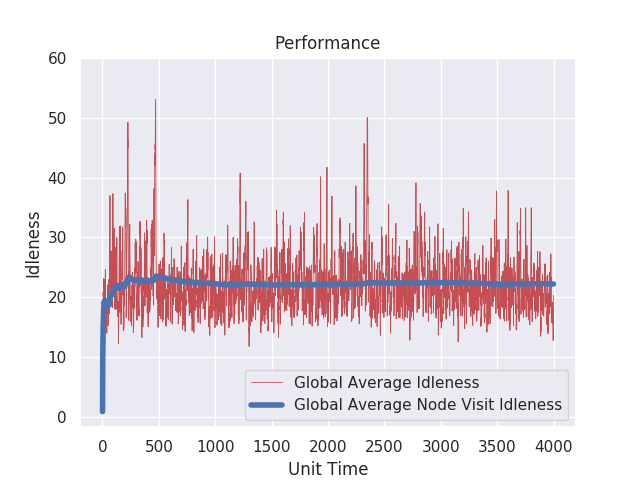 Performance
60
50
40
30
20
10
0
Idleness
Global Average Idleness
Global Average Node Visit Idleness
0 500 1000 1500 2000 2500 3000 3500 4000
Unit Time